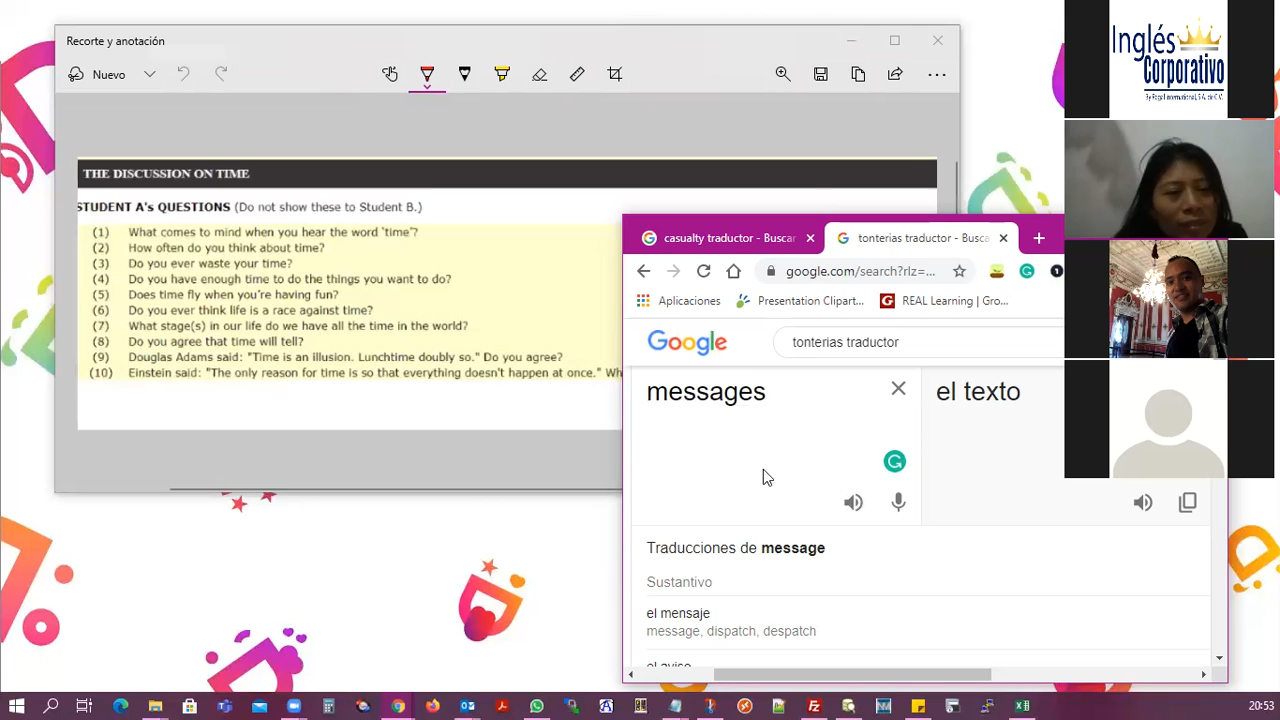 Recorte y anotación
Nuevo
THE DISCUSSION ON TIME
STUDENT A's QUESTIONS (Do not show these to Student B.)
(1) What comes to mind when you hear the word 'time'?
(2) How often do you think about time?
(3) Do you ever waste your time?
(4) Do you have enough time to do the things you want to do?
(5) Does time fly when you're having fun?
(6) Do you ever think life is a race against time?
(7) What stage(s) in our life do we have all the time in the world?
(8) Do you agree that time will tell?
(9) Douglas Adams said: "Time is an illusion. Lunchtime doubly so." Do you agree?
(10) Einstein said: "The only reason for time is so that everything doesn't happen at once." Wh
casualty traductor - Buscar
tonterias traductor - Busca
google.com/search?rlz=...
Aplicaciones
Presentation Clipart...
REAL Learning | Gro...
Google
tonterias traductor
messages
el texto
Traducciones de message
Sustantivo
el mensaje
message, dispatch, despatch
el aviso
Inglés
Corporativo
20:53